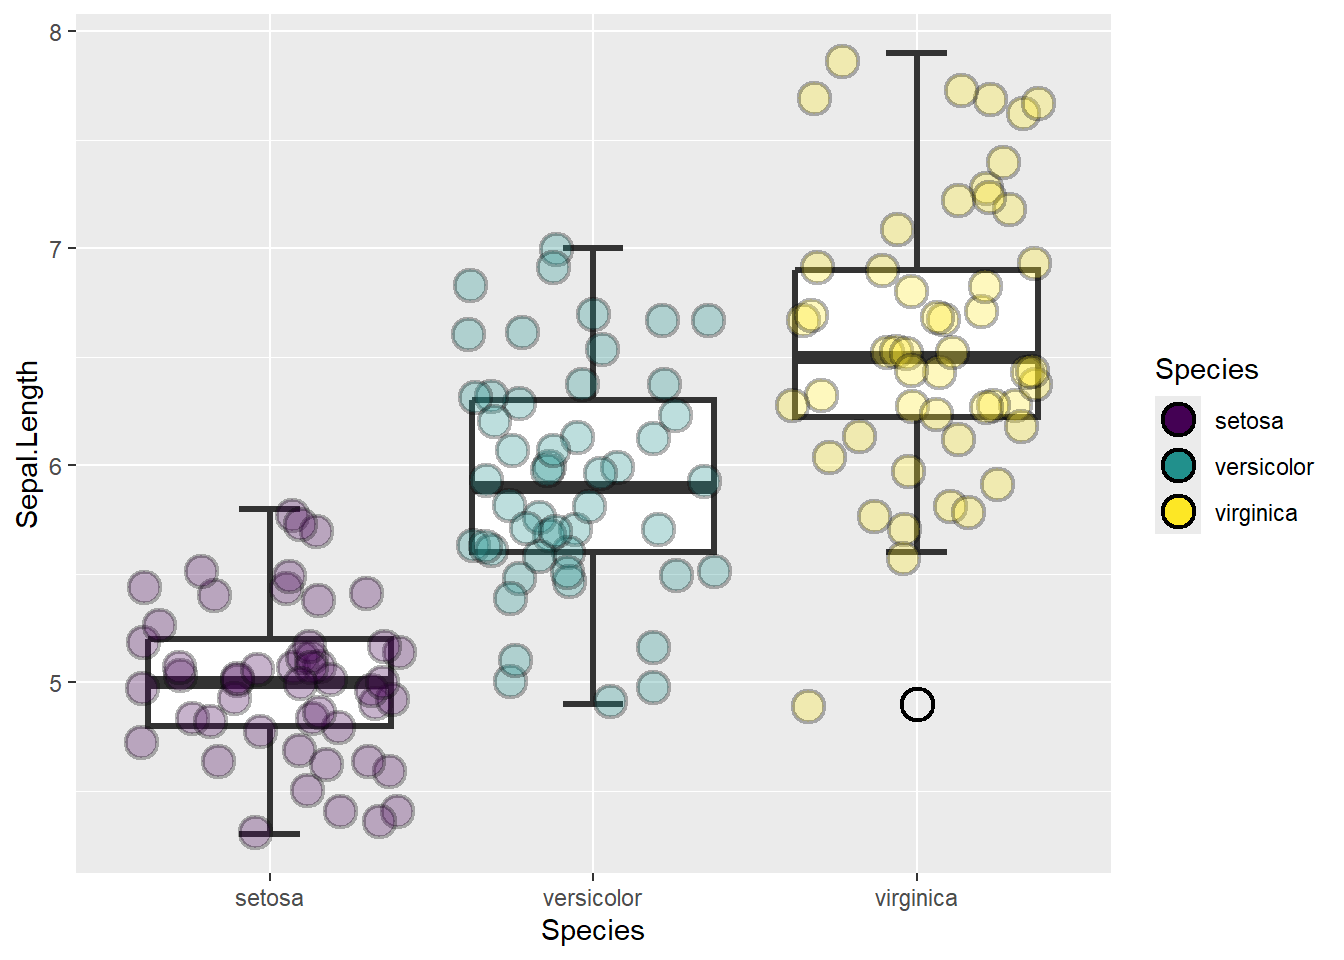 8
7
6
5
Sepal.Length
setosa
versicolor
virginica
Species
Species
setosa
versicolor
virginica